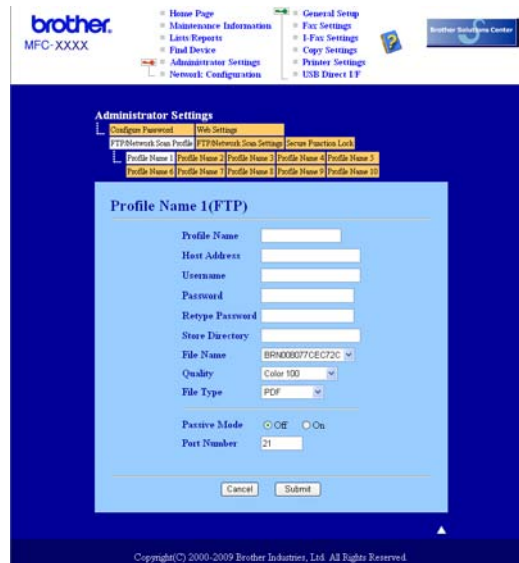 brother.
MFC-XXXX
Home Page
Maintenance Information
Lists/Reports
Find Device
Administrator Settings
Network Configuration
General Setup
Fax Settings
I-Fax Settings
Copy Settings
Printer Settings
USB Direct I/F
Brother Solutions Center
Administrator Settings
Configure Password Web Settings
FTP/Network Scan Profile FTP/Network Scan Settings Secure Function Lock
Profile Name 1 Profile Name 2 Profile Name 3 Profile Name 4 Profile Name 5
Profile Name 6 Profile Name 7 Profile Name 8 Profile Name 9 Profile Name 10
Profile Name 1(FTP)
Profile Name
Host Address
Username
Password
Retype Password
Store Directory
File Name BRN008077CEC72C
Quality Color 100
File Type PDF
Passive Mode Off On
Port Number 21
Cancel Submit
Copyright(C) 2000-2009 Brother Industries, Ltd. All Rights Reserved.